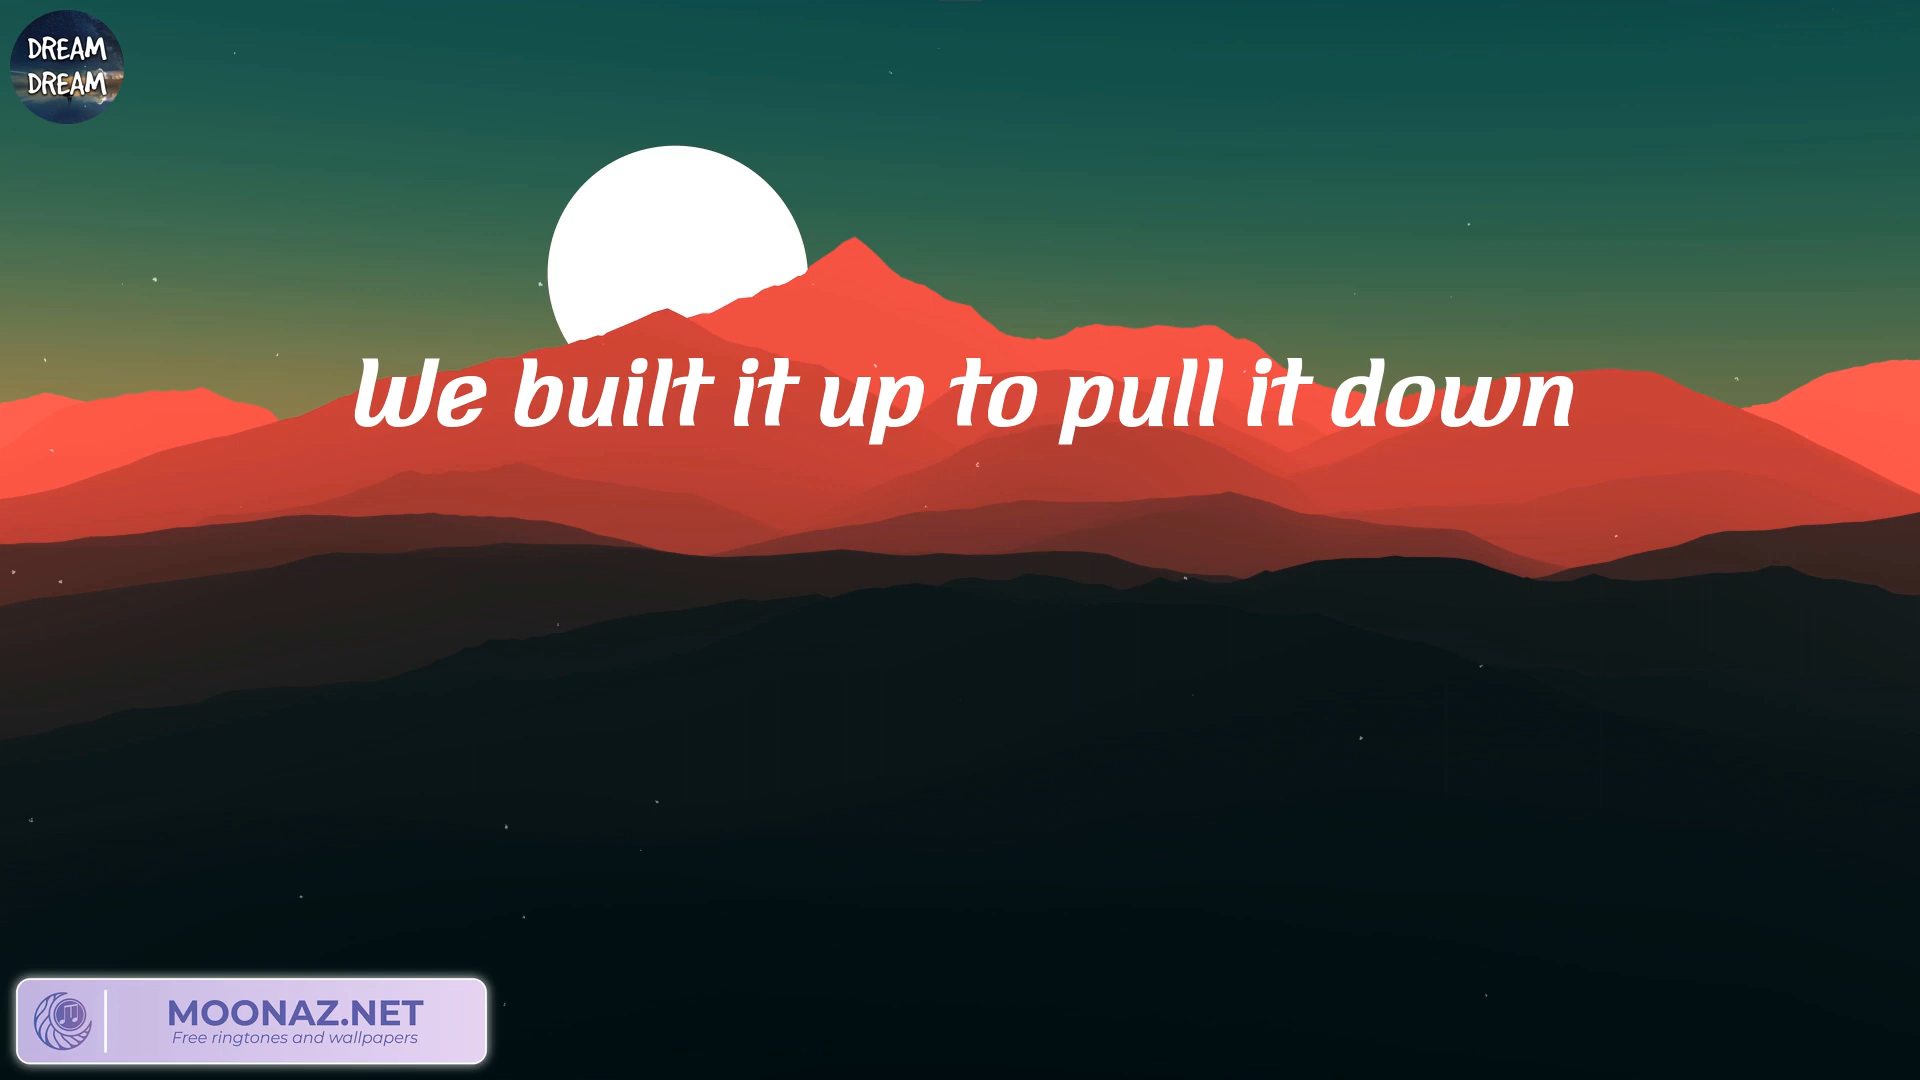 DREAM
DREAM
We built it up to pull it down
MOONAZ.NET
Free ringtones and wallpapers